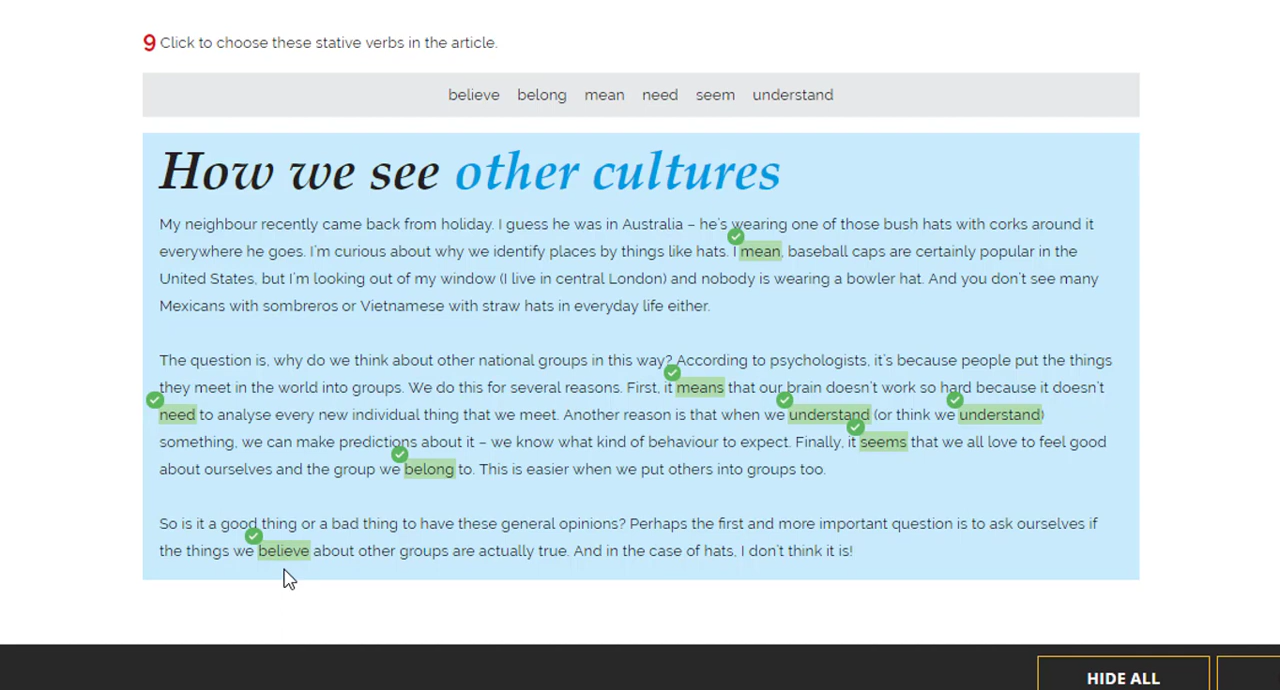 9 Click to choose these stative verbs in the article.
believe belong mean need seem understand
How we see other cultures
My neighbour recently came back from holiday. I guess he was in Australia – he's wearing one of those bush hats with corks around it
everywhere he goes. I'm curious about why we identify places by things like hats. I mean, baseball caps are certainly popular in the
United States, but I'm looking out of my window (I live in central London) and nobody is wearing a bowler hat. And you don't see many
Mexicans with sombreros or Vietnamese with straw hats in everyday life either.
The question is, why do we think about other national groups in this way? According to psychologists, it's because people put the things
they meet in the world into groups. We do this for several reasons. First, it means that our brain doesn't work so hard because it doesn't
need to analyse every new individual thing that we meet. Another reason is that when we understand (or think we understand)
something, we can make predictions about it – we know what kind of behaviour to expect. Finally, it seems that we all love to feel good
about ourselves and the group we belong to. This is easier when we put others into groups too.
So is it a good thing or a bad thing to have these general opinions? Perhaps the first and more important question is to ask ourselves if
the things we believe about other groups are actually true. And in the case of hats, I don't think it is!
HIDE ALL